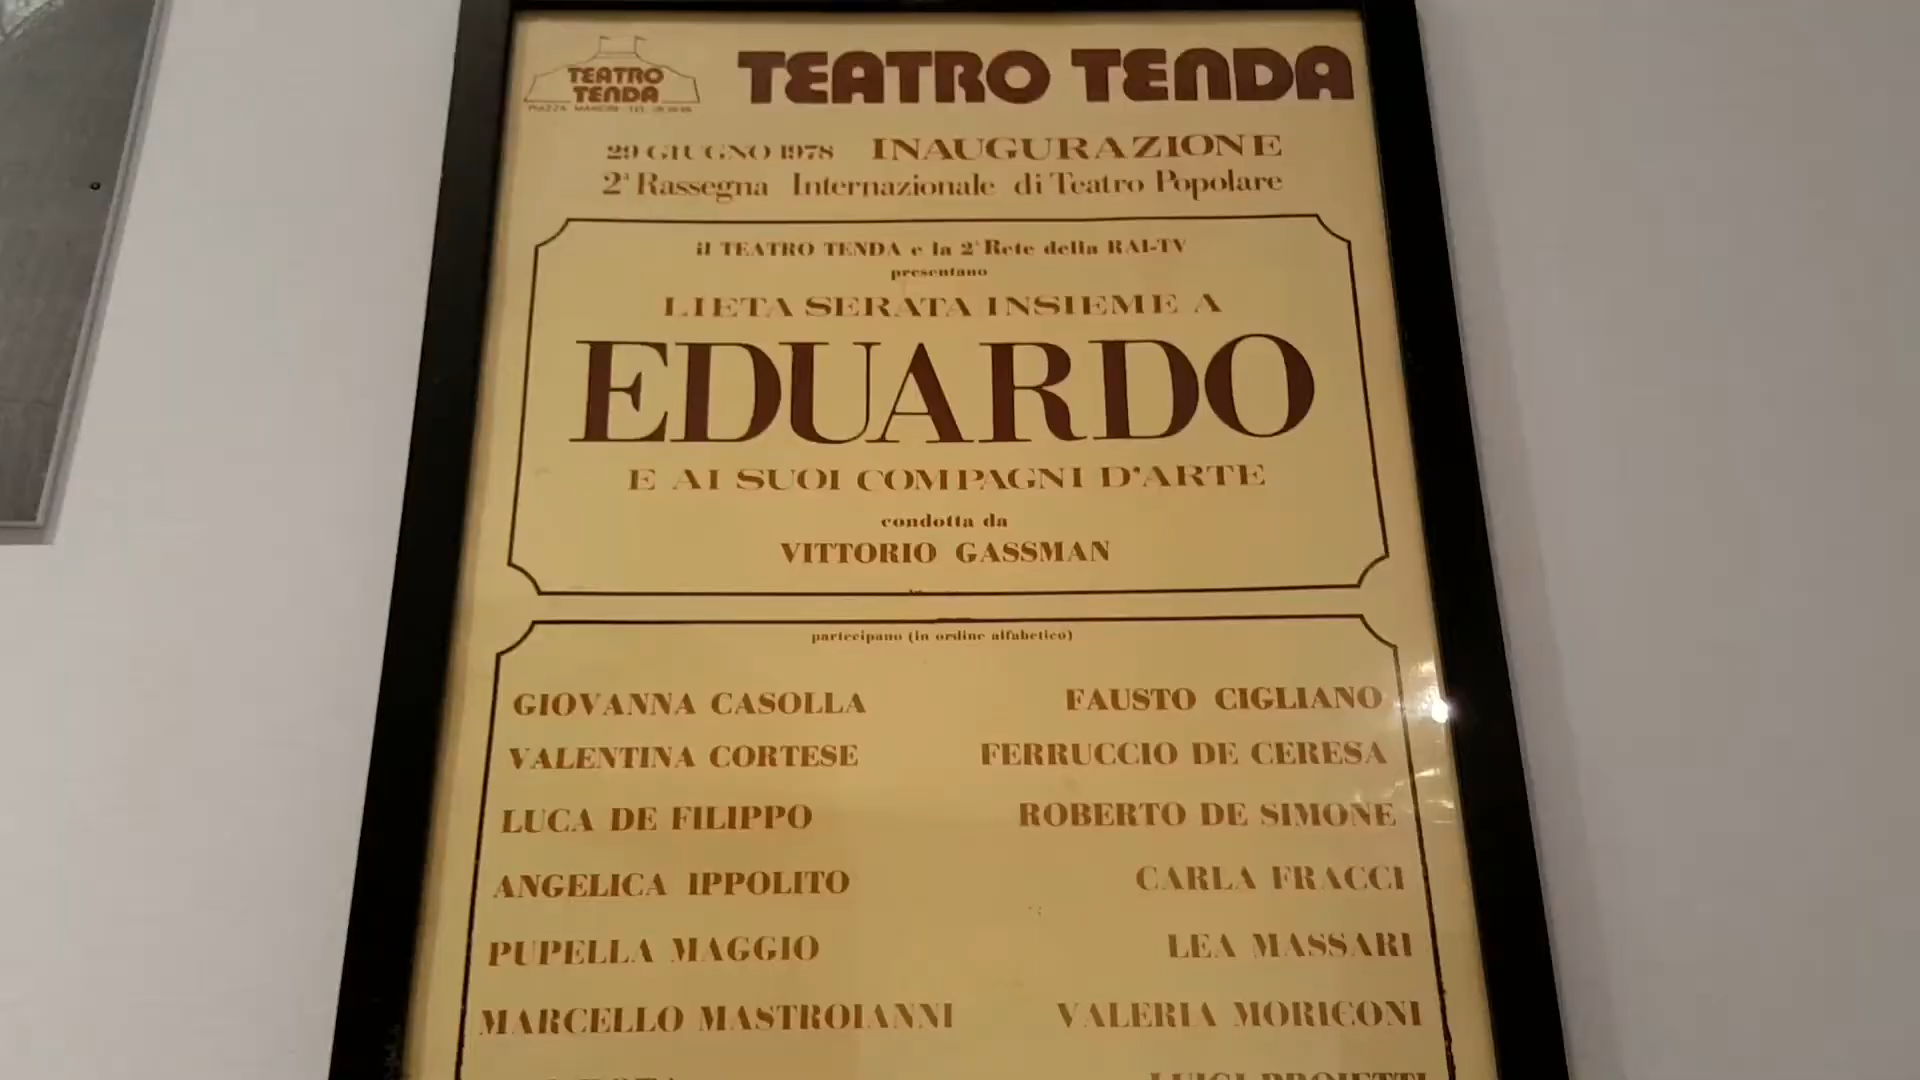 TEATRO
TENDA
TEATRO TENDA
29 GIUGNO 1978 INAUGURAZIONE
2ª Rassegna Internazionale di Teatro Popolare
il TEATRO TENDA e la 2ª Rete della RAI-TV
presentano
LIETA SERATA INSIEME A
EDUARDO
E AI SUOI COMPAGNI D'ARTE
condotta da
VITTORIO GASSMAN
partecipano (in ordine alfabetico)
GIOVANNA CASOLLA FAUSTO CIGLIANO
VALENTINA CORTESE FERRUCCIO DE CERESA
LUCA DE FILIPPO ROBERTO DE SIMONE
ANGELICA IPPOLITO CARLA FRACCI
PUPELLA MAGGIO LEA MASSARI
MARCELLO MASTROIANNI VALERIA MORICONI
LUIGI PROIETTI